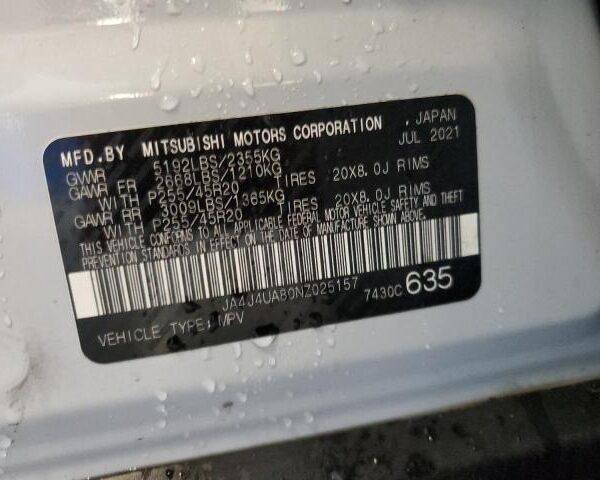 MFD.BY MITSUBISHI MOTORS CORPORATION , JAPAN
GVWR 5192LBS/2355KG JUL 2021
GAWR FR 2668LBS/1210KG
WITH P255/45R20 TIRES 20X8.0J RIMS
GAWR RR 3009LBS/1365KG
WITH P255/45R20 TIRES 20X8.0J RIMS
THIS VEHICLE CONFORMS TO ALL APPLICABLE FEDERAL MOTOR VEHICLE SAFETY AND THEFT
PREVENTION STANDARDS IN EFFECT ON THE DATE OF MANUFACTURE SHOWN ABOVE.
JA4J4UA80NZ025157 7430C 635
VEHICLE TYPE: MPV